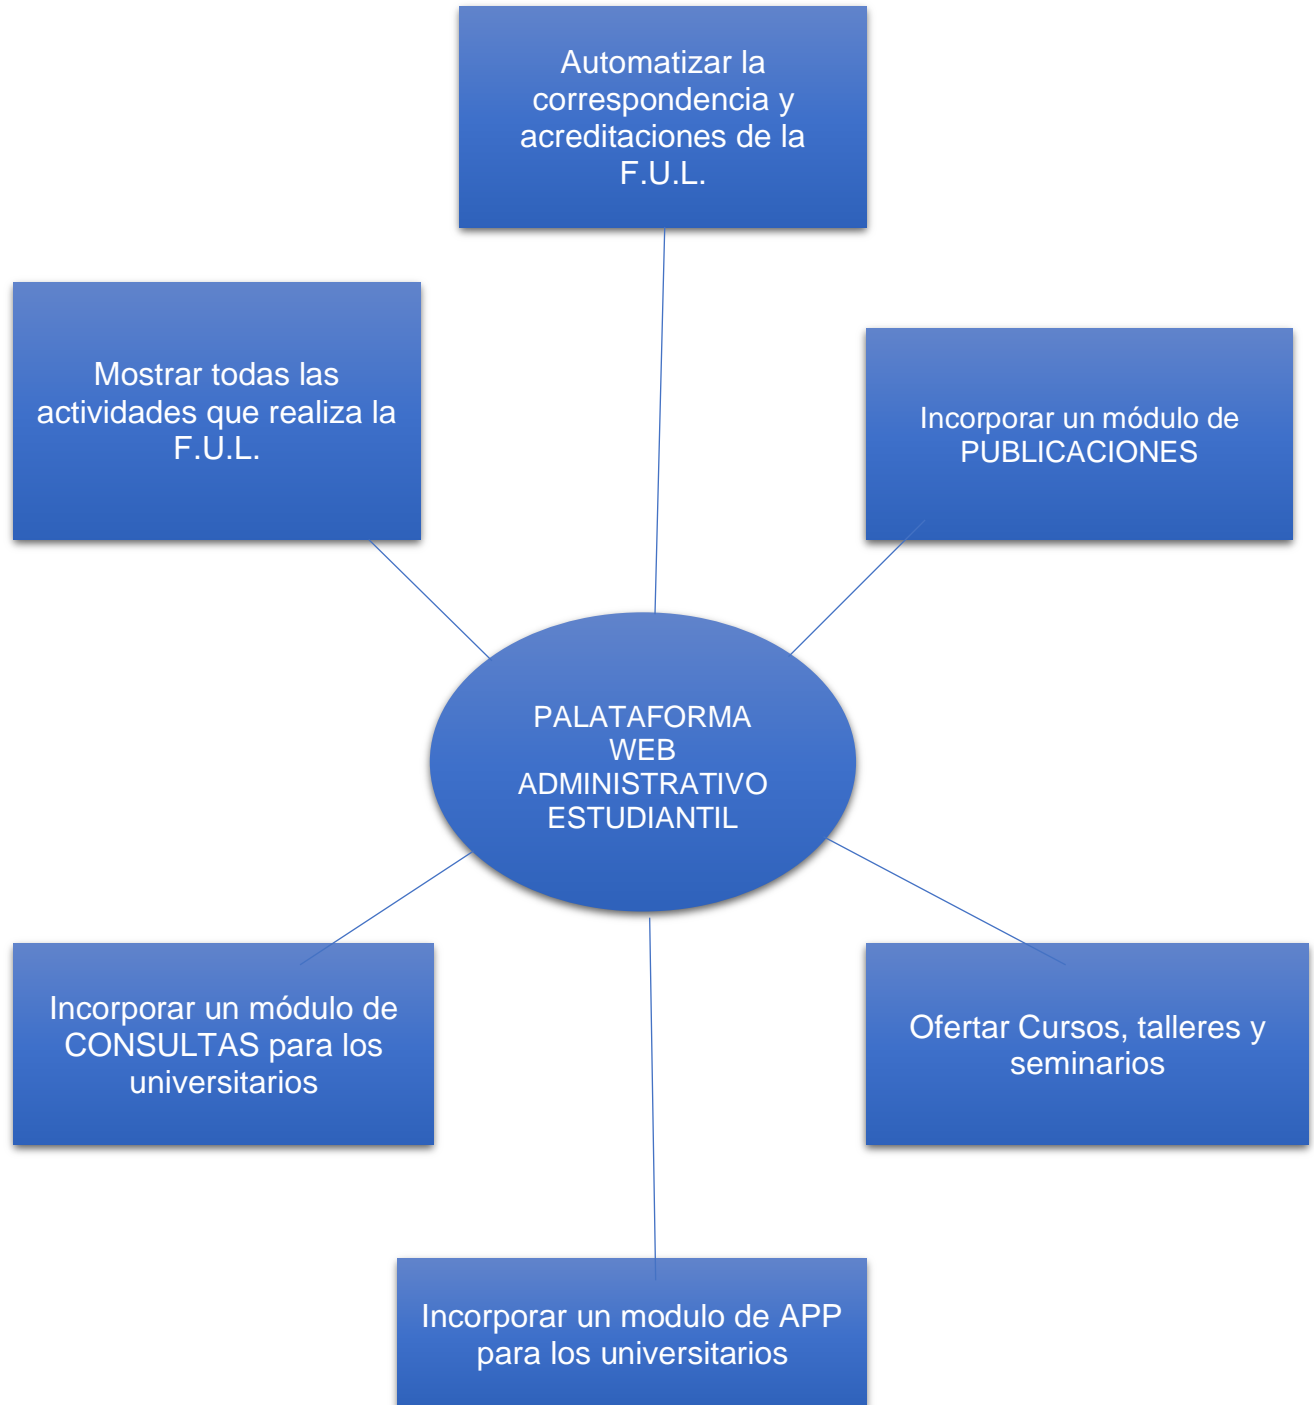 Automatizar la
correspondencia y
acreditaciones de la
F.U.L.
Mostrar todas las
actividades que realiza la
F.U.L.
Incorporar un módulo de
PUBLICACIONES
PALATAFORMA
WEB
ADMINISTRATIVO
ESTUDIANTIL
Incorporar un módulo de
CONSULTAS para los
universitarios
Ofertar Cursos, talleres y
seminarios
Incorporar un modulo de APP
para los universitarios